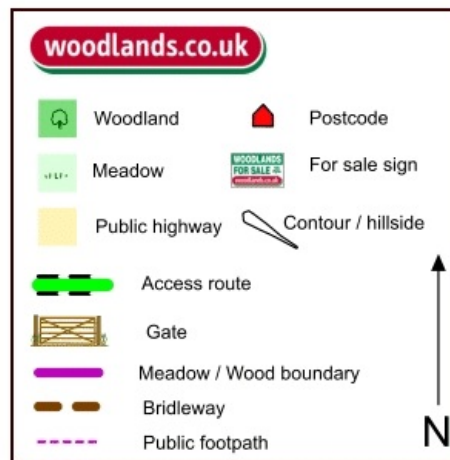 woodlands.co.uk
Woodland
Postcode
Meadow
WOODLANDS
FOR SALE
woodlands.co.uk
For sale sign
Public highway
Contour / hillside
Access route
Gate
Meadow / Wood boundary
Bridleway
Public footpath
N